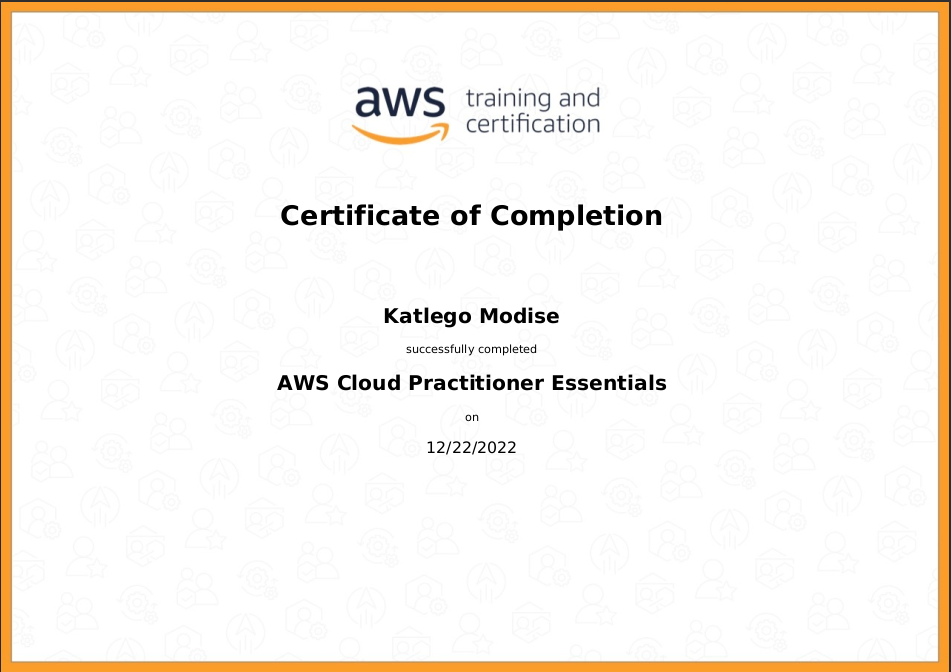 aws training and
certification
Certificate of Completion
Katlego Modise
successfully completed
AWS Cloud Practitioner Essentials
on
12/22/2022